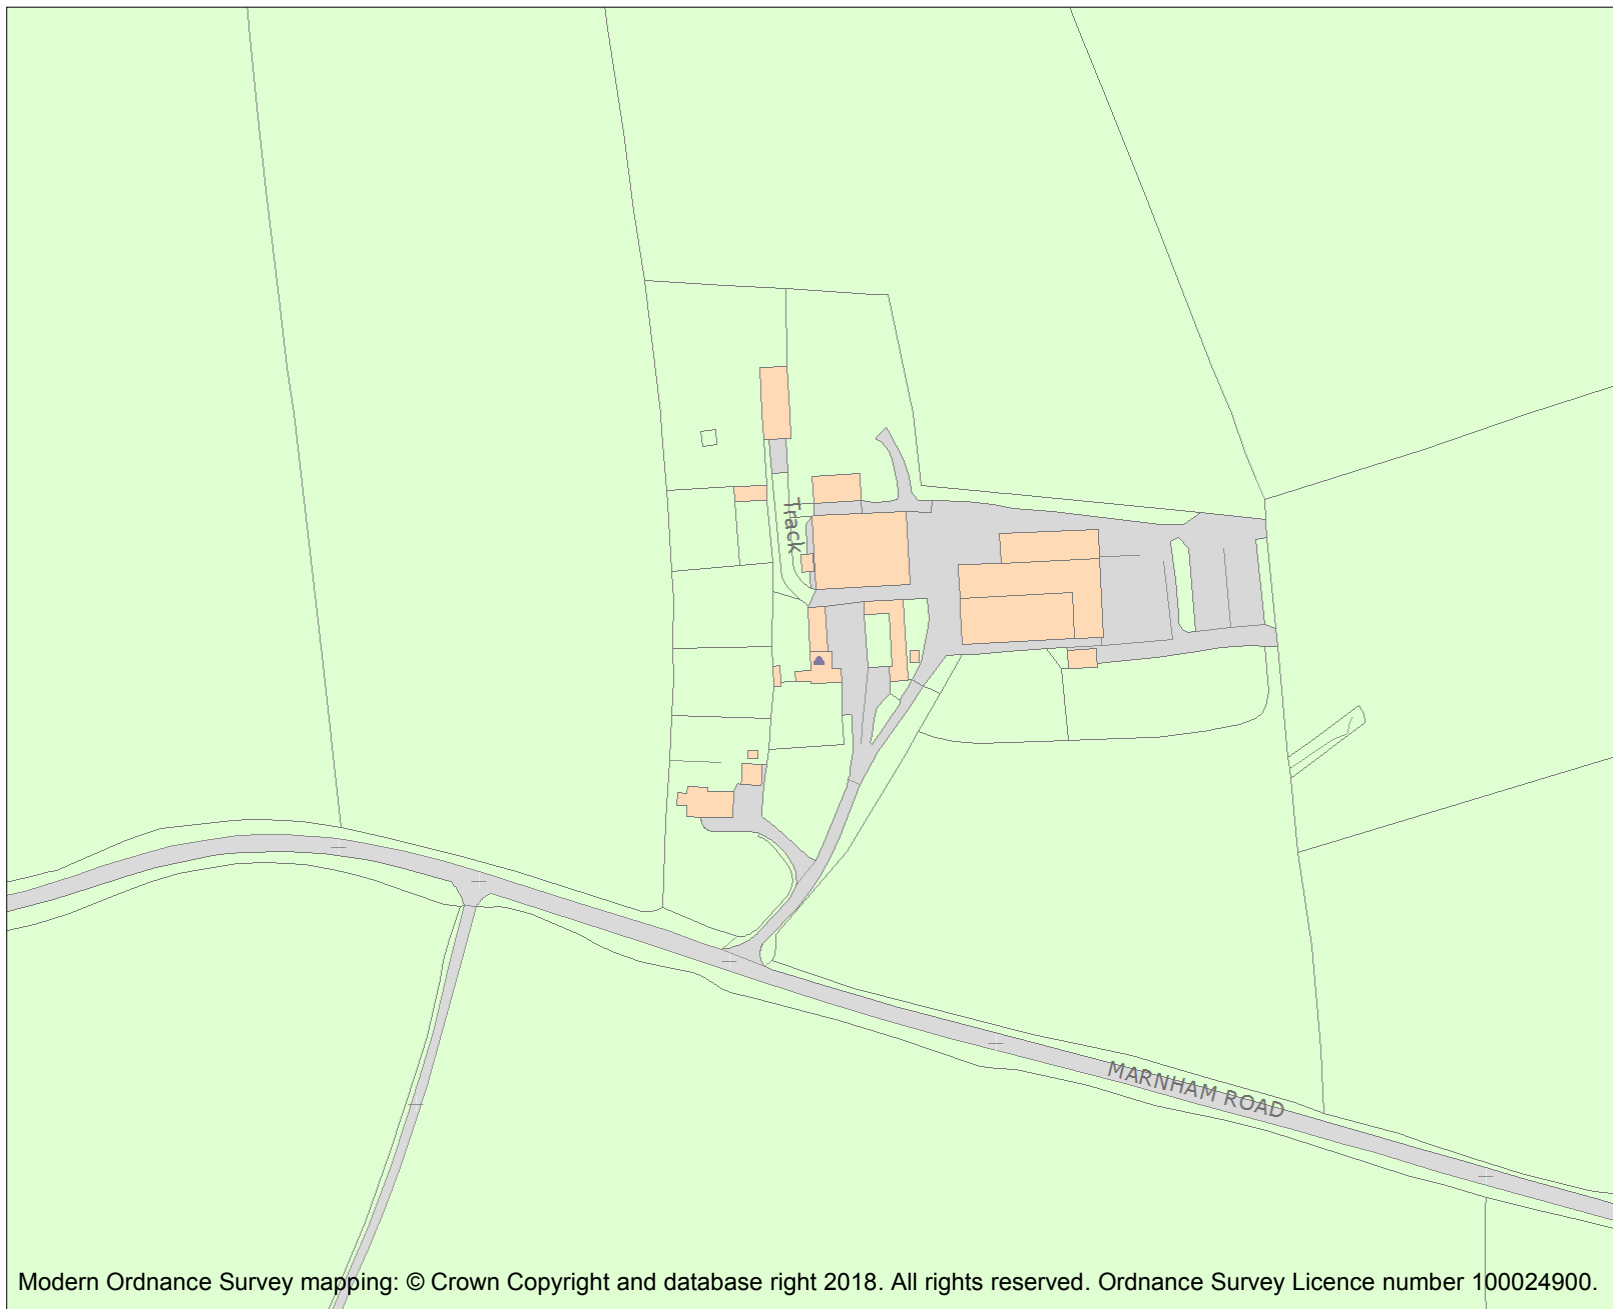 Track
MARNHAM ROAD
Modern Ordnance Survey mapping: © Crown Copyright and database right 2018. All rights reserved. Ordnance Survey Licence number 100024900.